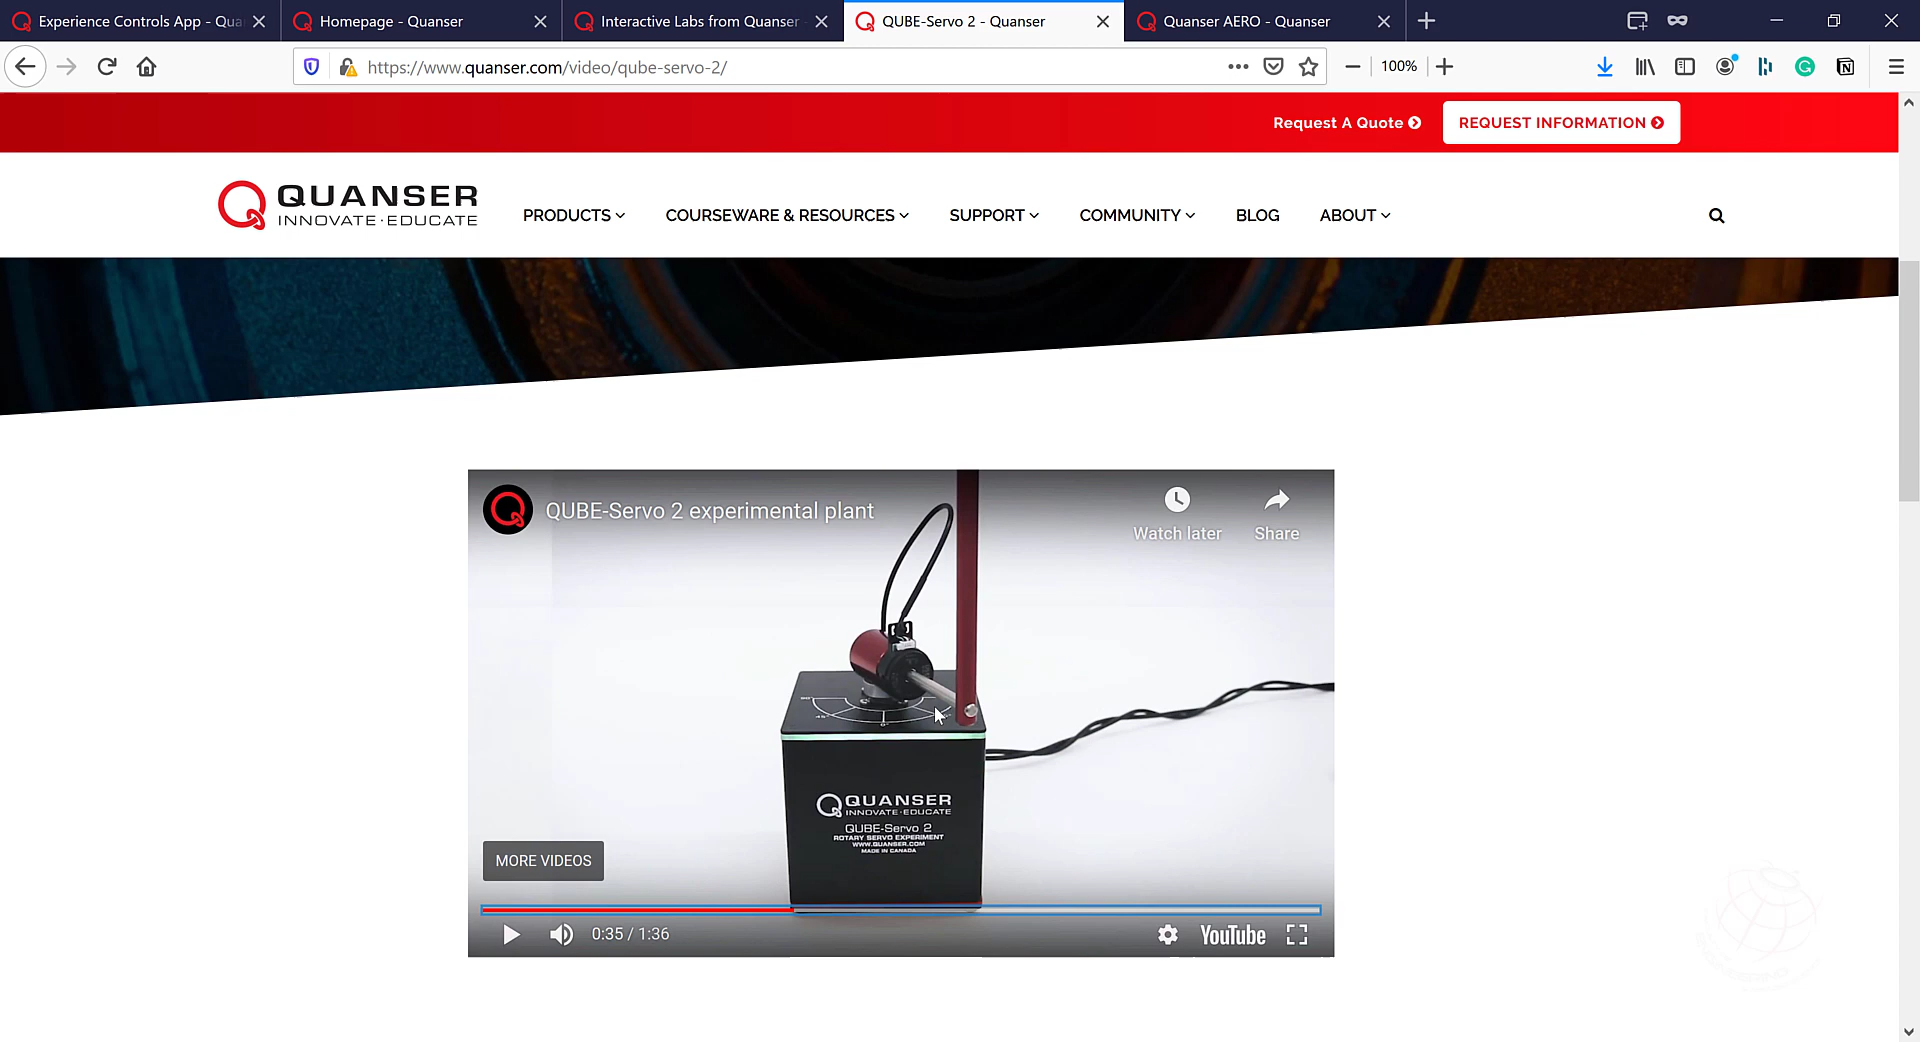 Experience Controls App - Qua
Homepage - Quanser
Interactive Labs from Quanser -
QUBE-Servo 2 - Quanser
Quanser AERO - Quanser
https://www.quanser.com/video/qube-servo-2/
100%
Request A Quote
REQUEST INFORMATION
QUANSER
INNOVATE·EDUCATE
PRODUCTS
COURSEWARE & RESOURCES
SUPPORT
COMMUNITY
BLOG
ABOUT
QUBE-Servo 2 experimental plant
Watch later
Share
QUANSER
INNOVATE·EDUCATE
QUBE-Servo 2
ROTARY SERVO EXPERIMENT
WWW.QUANSER.COM
MADE IN CANADA
MORE VIDEOS
0:35 / 1:36
YouTube